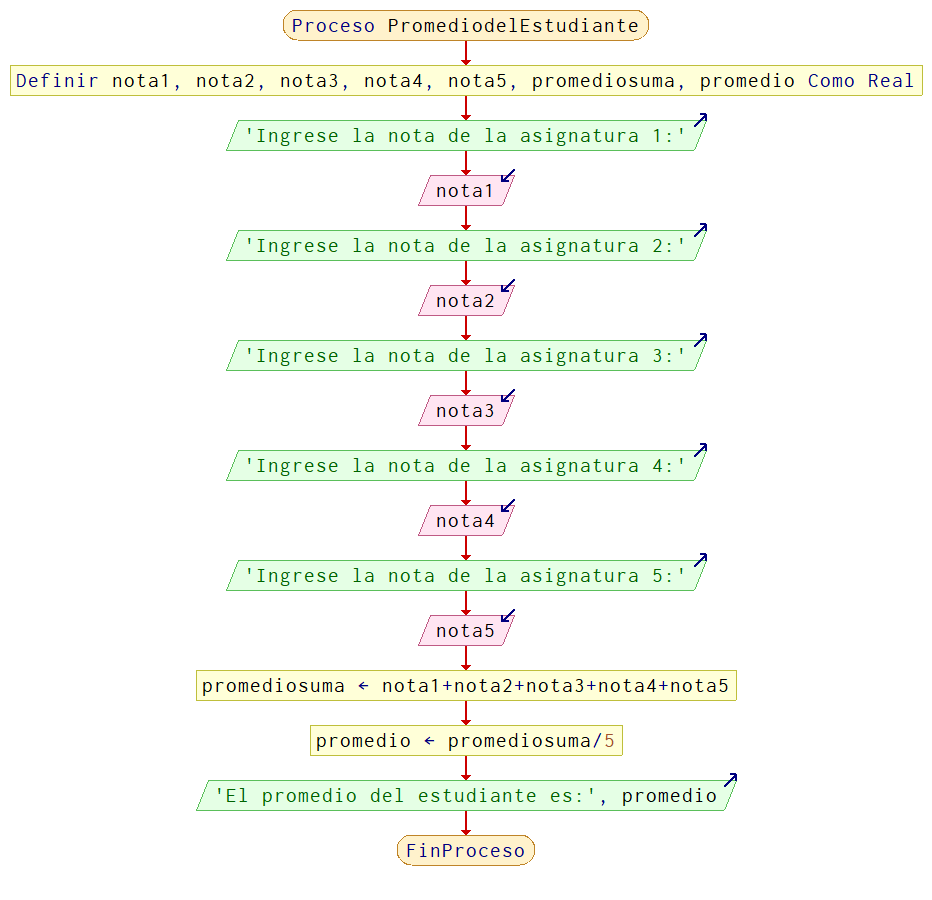 Proceso PromediodelEstudiante
Definir nota1, nota2, nota3, nota4, nota5, promediosuma, promedio Como Real
'Ingrese la nota de la asignatura 1:'
nota1
'Ingrese la nota de la asignatura 2:'
nota2
'Ingrese la nota de la asignatura 3:'
nota3
'Ingrese la nota de la asignatura 4:'
nota4
'Ingrese la nota de la asignatura 5:'
nota5
promediosuma ← nota1+nota2+nota3+nota4+nota5
promedio ← promediosuma/5
'El promedio del estudiante es:', promedio
FinProceso